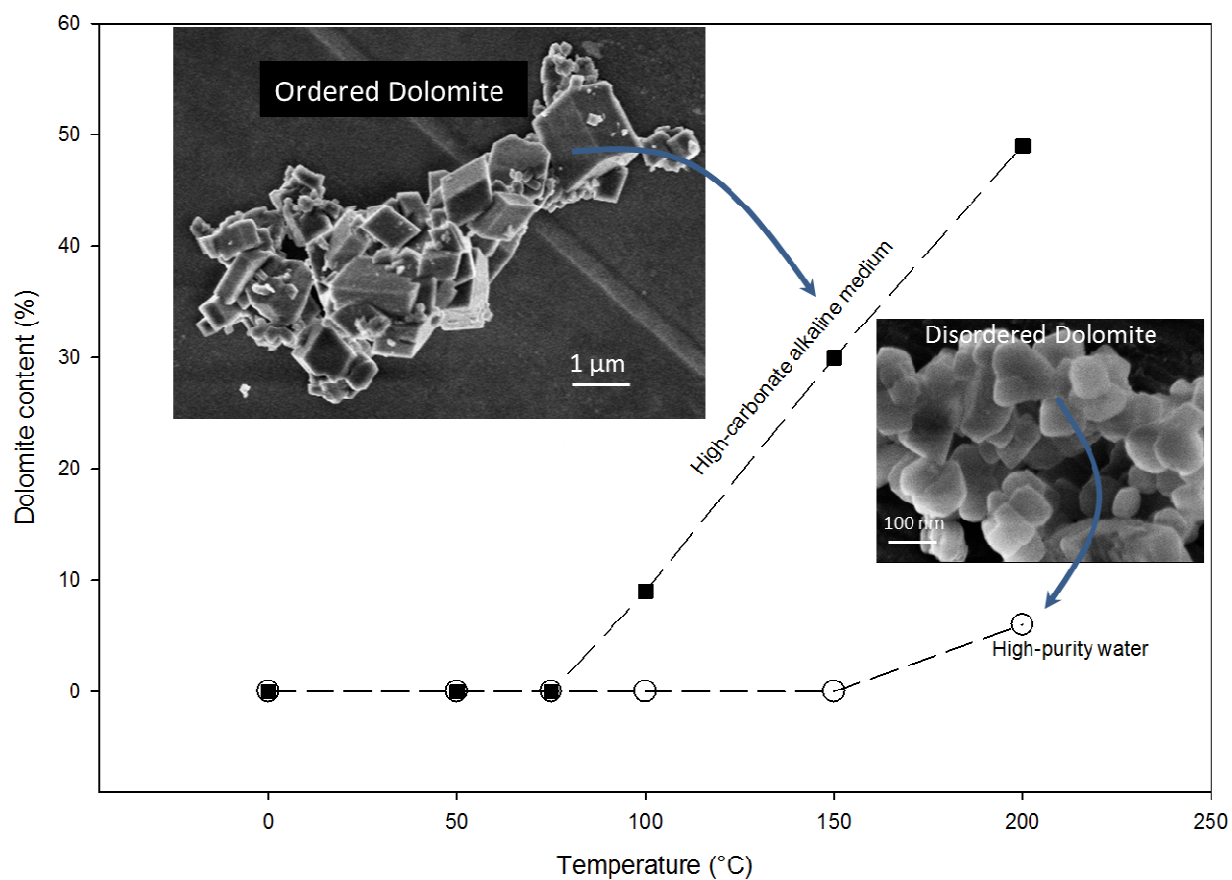 60
50
40
30
20
10
0
Dolomite content (%)
Ordered Dolomite
1 μm
High-carbonate alkaline medium
Disordered Dolomite
100 nm
High-purity water
0
50
100
150
200
250
Temperature (°C)